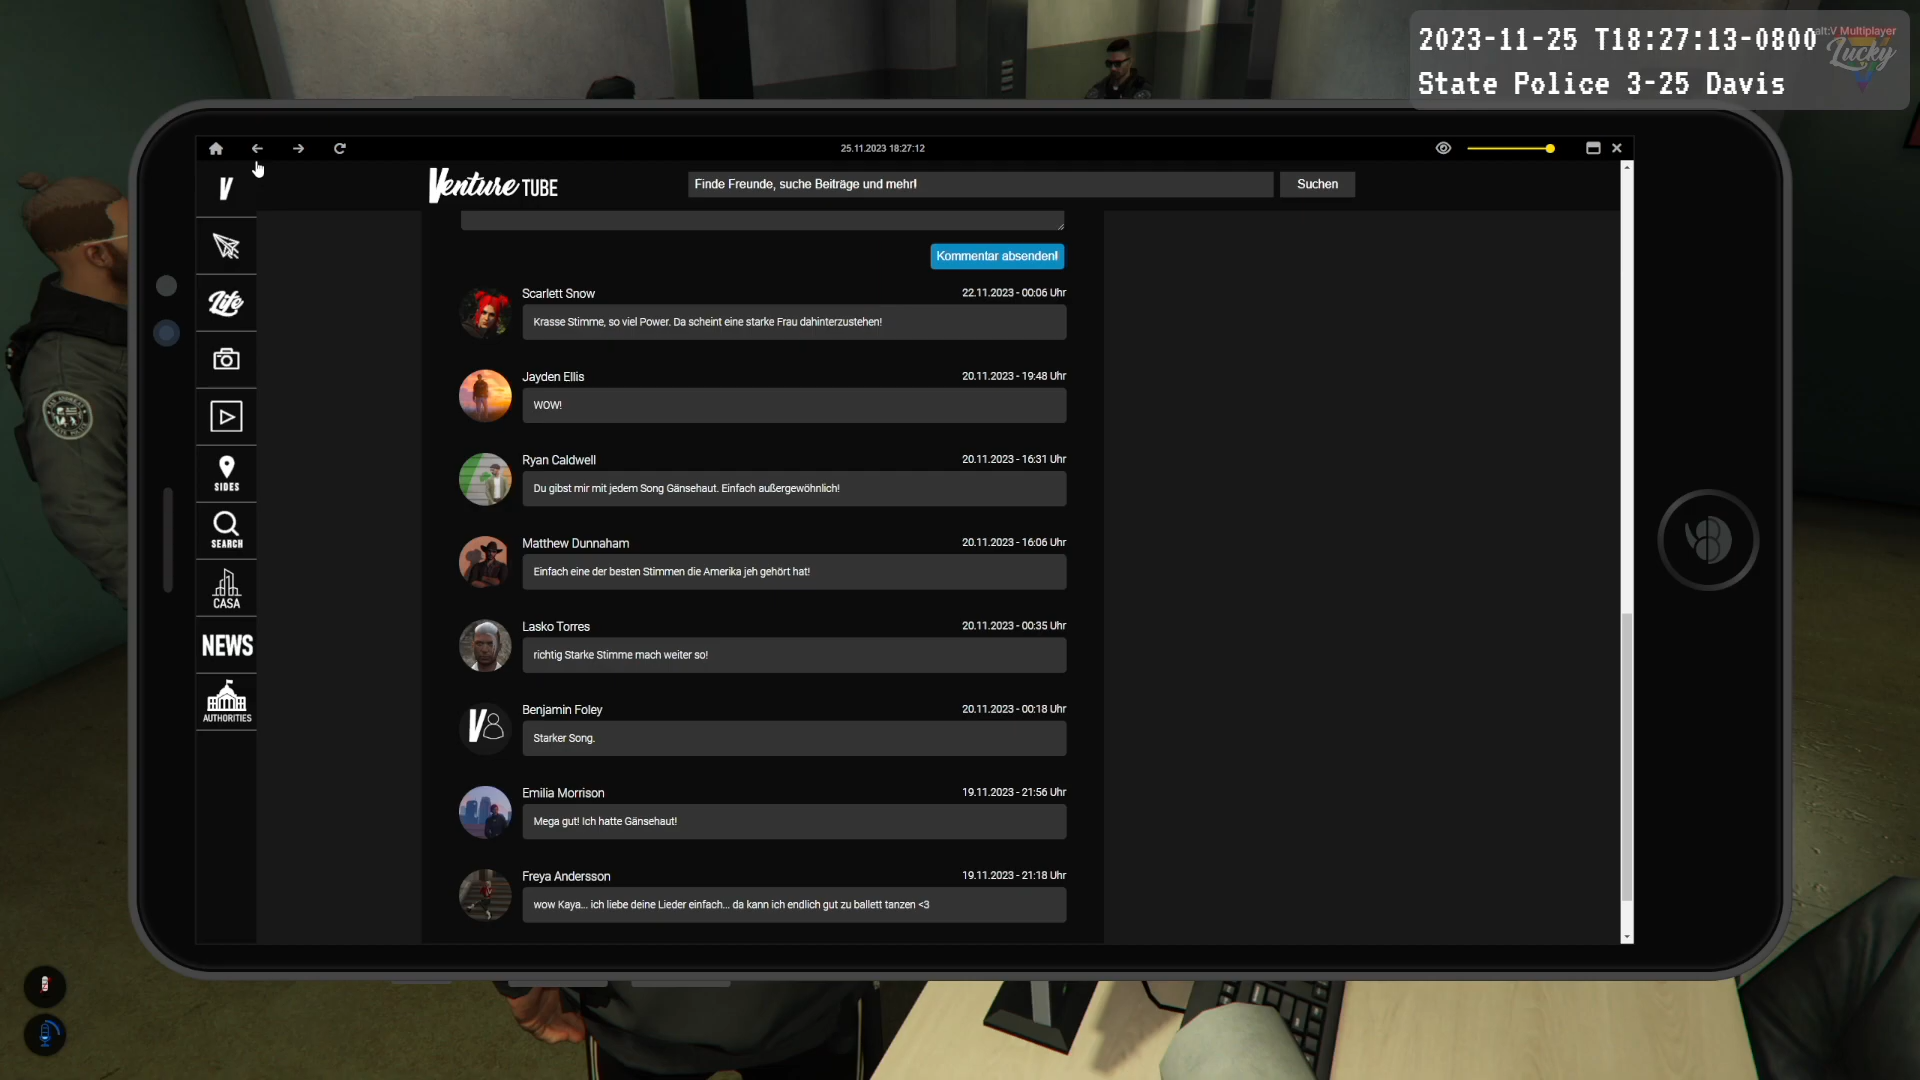 2023-11-25 T18:27:13-0800
alt:V Multiplayer
Lucky
State Police 3-25 Davis
25.11.2023 18:27:12
V
Venture TUBE
Finde Freunde, suche Beiträge und mehr!
Suchen
Kommentar absenden!
Life
SIDES
SEARCH
CASA
NEWS
AUTHORITIES
Scarlett Snow
22.11.2023 - 00:06 Uhr
Krasse Stimme, so viel Power. Da scheint eine starke Frau dahinterzustehen!
Jayden Ellis
20.11.2023 - 19:48 Uhr
WOW!
Ryan Caldwell
20.11.2023 - 16:31 Uhr
Du gibst mir mit jedem Song Gänsehaut. Einfach außergewöhnlich!
Matthew Dunnaham
20.11.2023 - 16:06 Uhr
Einfach eine der besten Stimmen die Amerika jeh gehört hat!
Lasko Torres
20.11.2023 - 00:35 Uhr
richtig Starke Stimme mach weiter so!
Benjamin Foley
20.11.2023 - 00:18 Uhr
V
Starker Song.
Emilia Morrison
19.11.2023 - 21:56 Uhr
Mega gut! Ich hatte Gänsehaut!
Freya Andersson
19.11.2023 - 21:18 Uhr
wow Kaya... ich liebe deine Lieder einfach... da kann ich endlich gut zu ballett tanzen <3